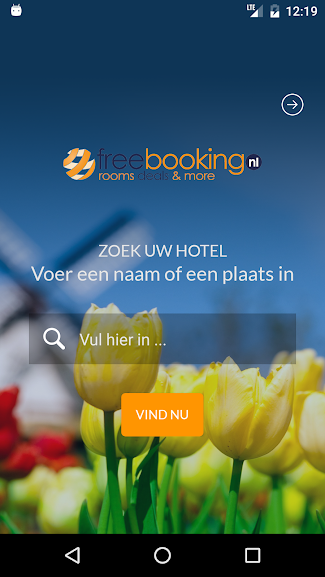 LTE 12:19
freebooking nl
rooms deals & more
ZOEK UW HOTEL
Voer een naam of een plaats in
Vul hier in ...
VIND NU